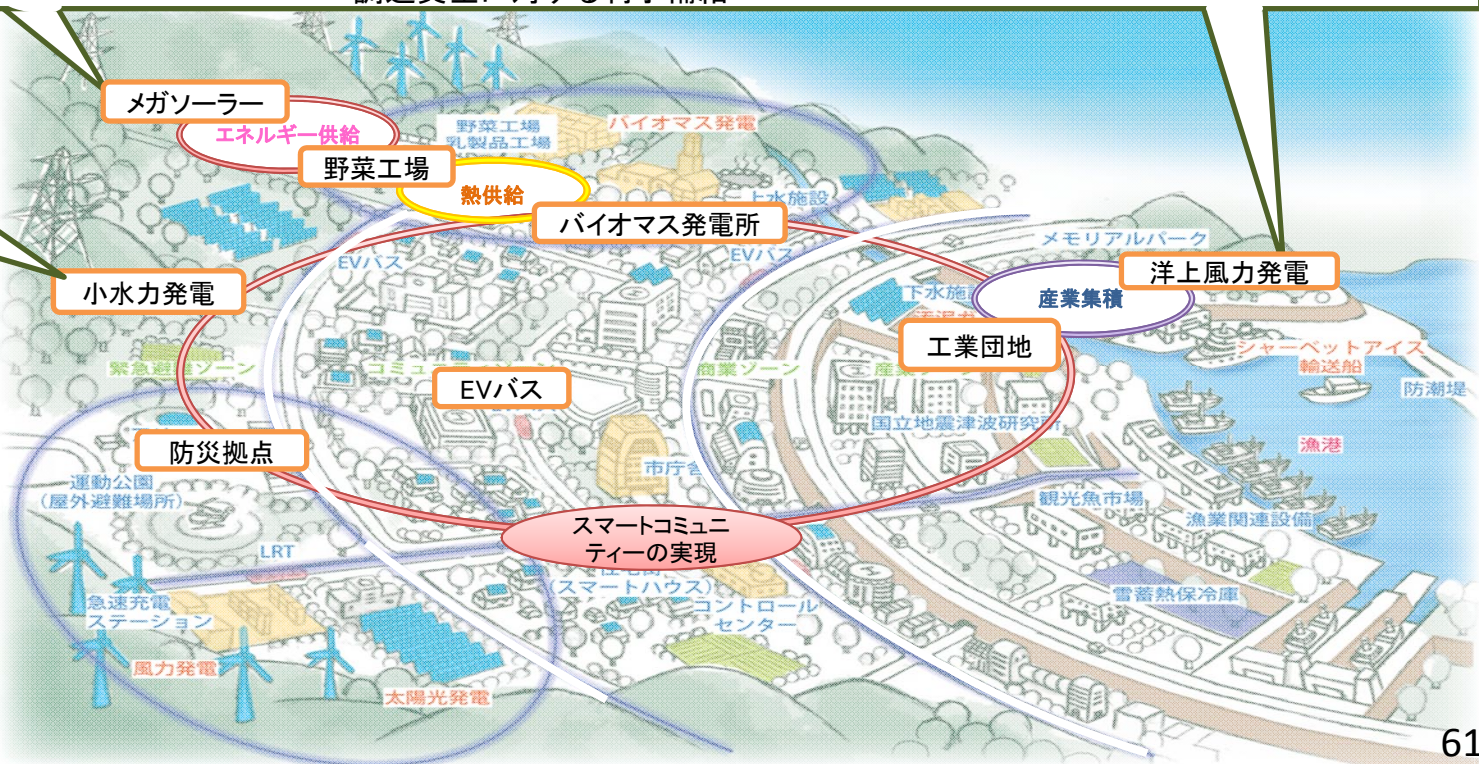 メガソーラー
エネルギー供給
野菜工場
乳製品工場
バイオマス発電
野菜工場
熱供給
上水施設
バイオマス発電所
メモリアルパーク
EVバス
EVバス
洋上風力発電
小水力発電
下水施
産業集積
工業団地
シャーベットアイス
輸送船
緊急避難ゾーン
商業ゾーン
防潮堤
EVバス
国立地震津波研究所
防災拠点
漁港
市庁舎
運動公園
(屋外避難場所)
観光魚市場
漁業関連設備
スマートコミュニ
ティーの実現
LRT
(スマートハウス)
急速充電
ステーション
コントロール
センター
雪蓄熱保冷庫
風力発電
太陽光発電
61